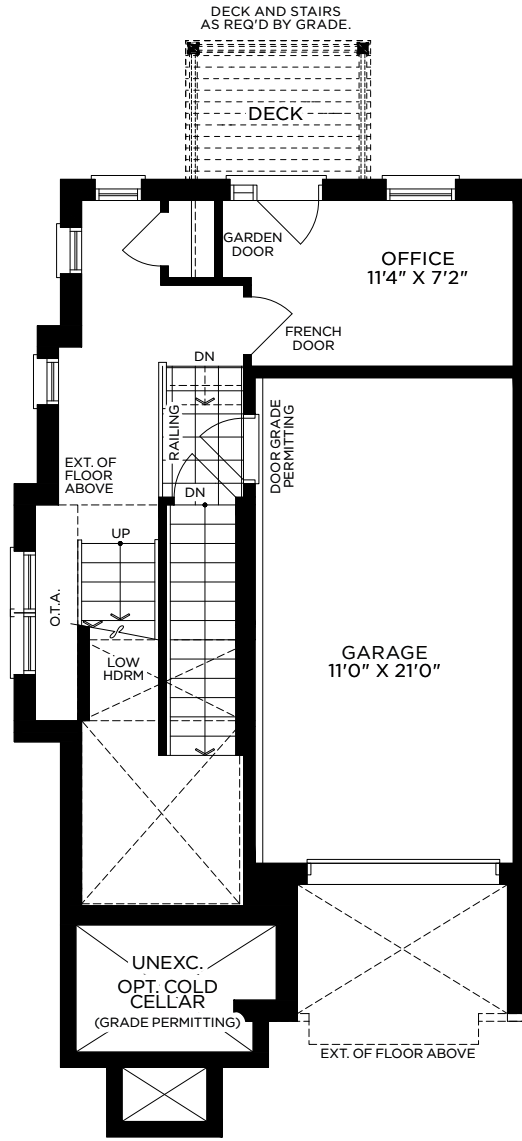 DECK AND STAIRS
AS REQ'D BY GRADE.
DECK
GARDEN
DOOR
OFFICE
11'4" X 7'2"
FRENCH
DOOR
DN
RAILING
DOOR GRADE
PERMITTING
EXT. OF
FLOOR
ABOVE
DN
UP
O.T.A.
LOW
HDRM
GARAGE
11'0" X 21'0"
UNEXC.
OPT. COLD
CELLAR
(GRADE PERMITTING)
EXT. OF FLOOR ABOVE